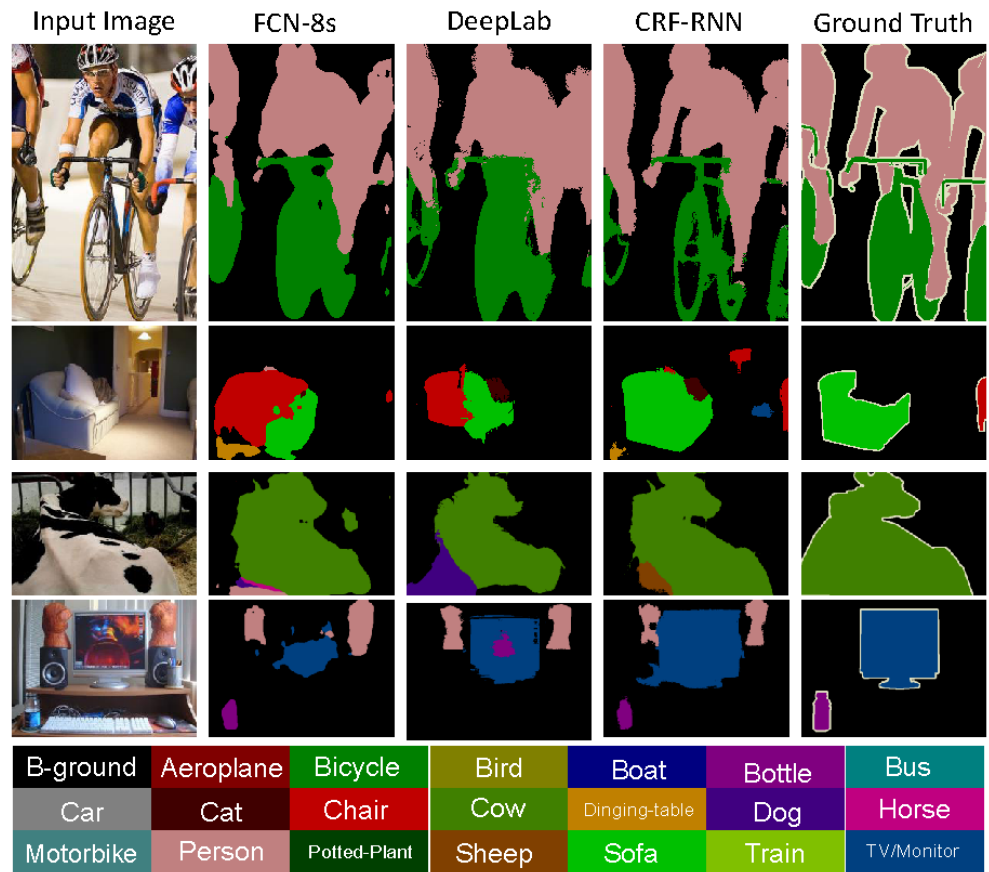 Input Image FCN-8s DeepLab CRF-RNN Ground Truth
B-ground Aeroplane Bicycle Bird Boat Bottle Bus
Car Cat Chair Cow Dinging-table Dog Horse
Motorbike Person Potted-Plant Sheep Sofa Train TV/Monitor